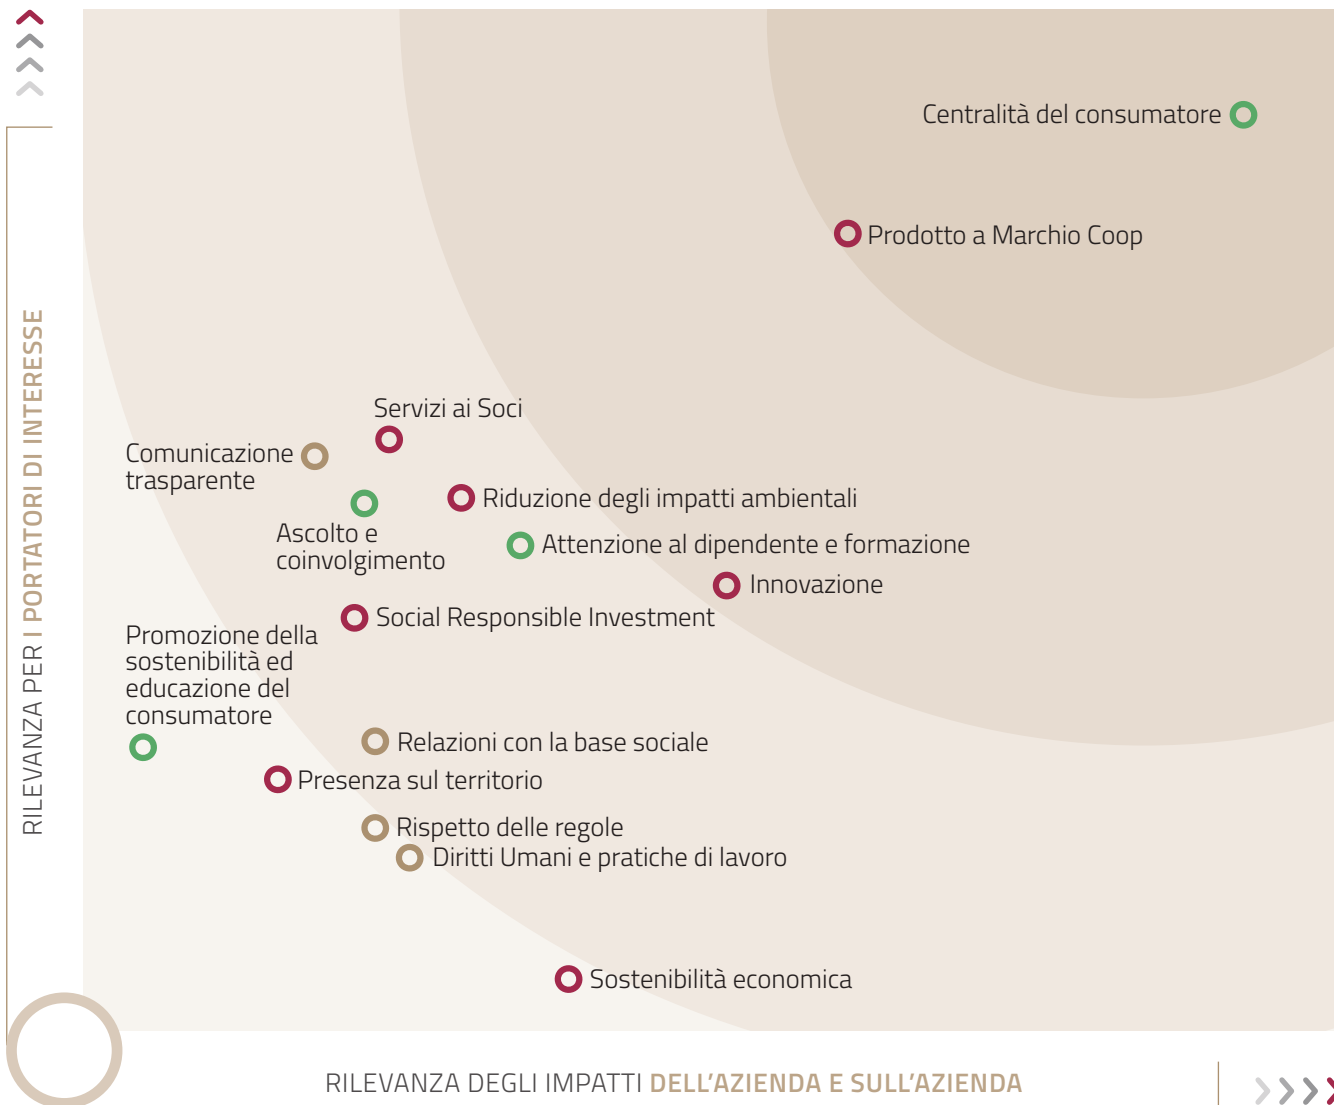 Centralità del consumatore
Prodotto a Marchio Coop
Servizi ai Soci
Comunicazione
trasparente
Riduzione degli impatti ambientali
Ascolto e
coinvolgimento
Attenzione al dipendente e formazione
Innovazione
Social Responsible Investment
Promozione della
sostenibilità ed
educazione del
consumatore
Relazioni con la base sociale
Presenza sul territorio
Rispetto delle regole
Diritti Umani e pratiche di lavoro
Sostenibilità economica
RILEVANZA PER I PORTATORI DI INTERESSE
RILEVANZA DEGLI IMPATTI DELL'AZIENDA E SULL'AZIENDA